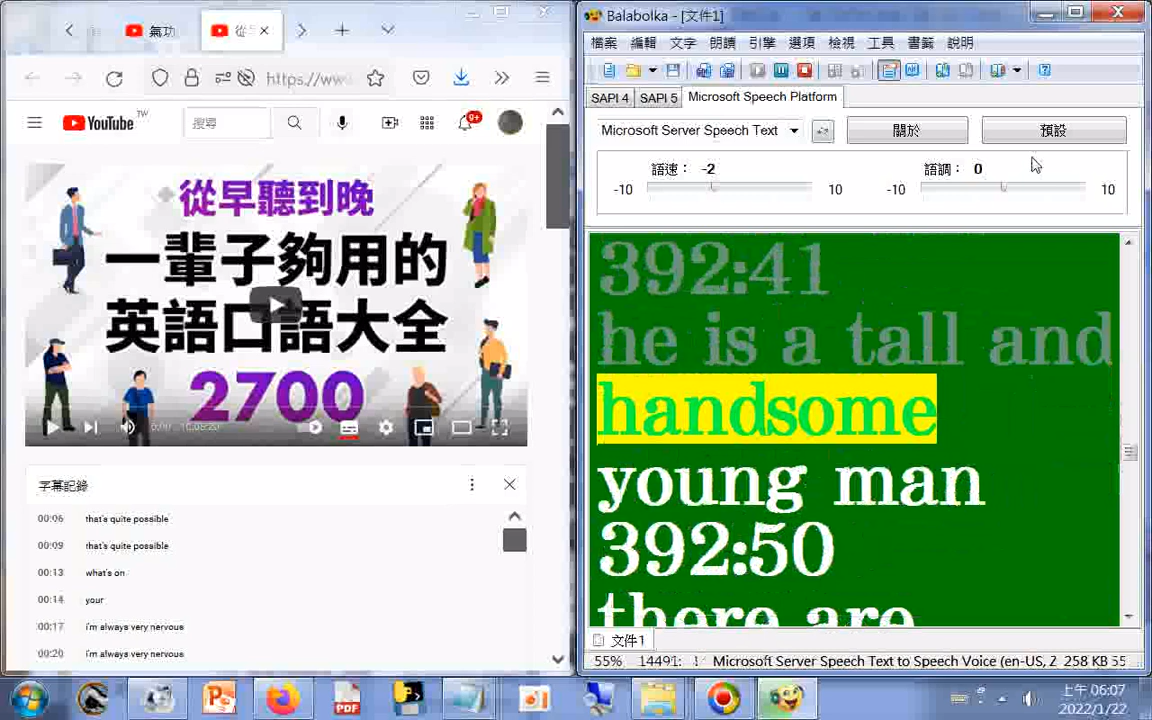 氣功
從
https://www
YouTube TW
搜尋
9+
從早聽到晚
一輩子夠用的
英語口語大全
2700
字幕記錄
00:06 that's quite possible
00:09 that's quite possible
00:13 what's on
00:14 your
00:17 i'm always very nervous
00:20 i'm always very nervous
Balabolka - [文件1]
檔案 編輯 文字 朗讀 引擎 選項 檢視 工具 書籤 說明
SAPI 4 SAPI 5 Microsoft Speech Platform
Microsoft Server Speech Text 關於 預設
語速： -2 語調： 0
-10 10 -10 10
392:41
he is a tall and
handsome
young man
392:50
there are
文件1
55% 14491: Microsoft Server Speech Text to Speech Voice (en-US, Z 258 KB 55
PDF
上午 06:07
2022/1/22